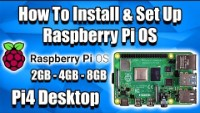 How To Install & Set Up
Raspberry Pi OS
Raspberry Pi OS
2GB - 4GB - 8GB
Pi4 Desktop